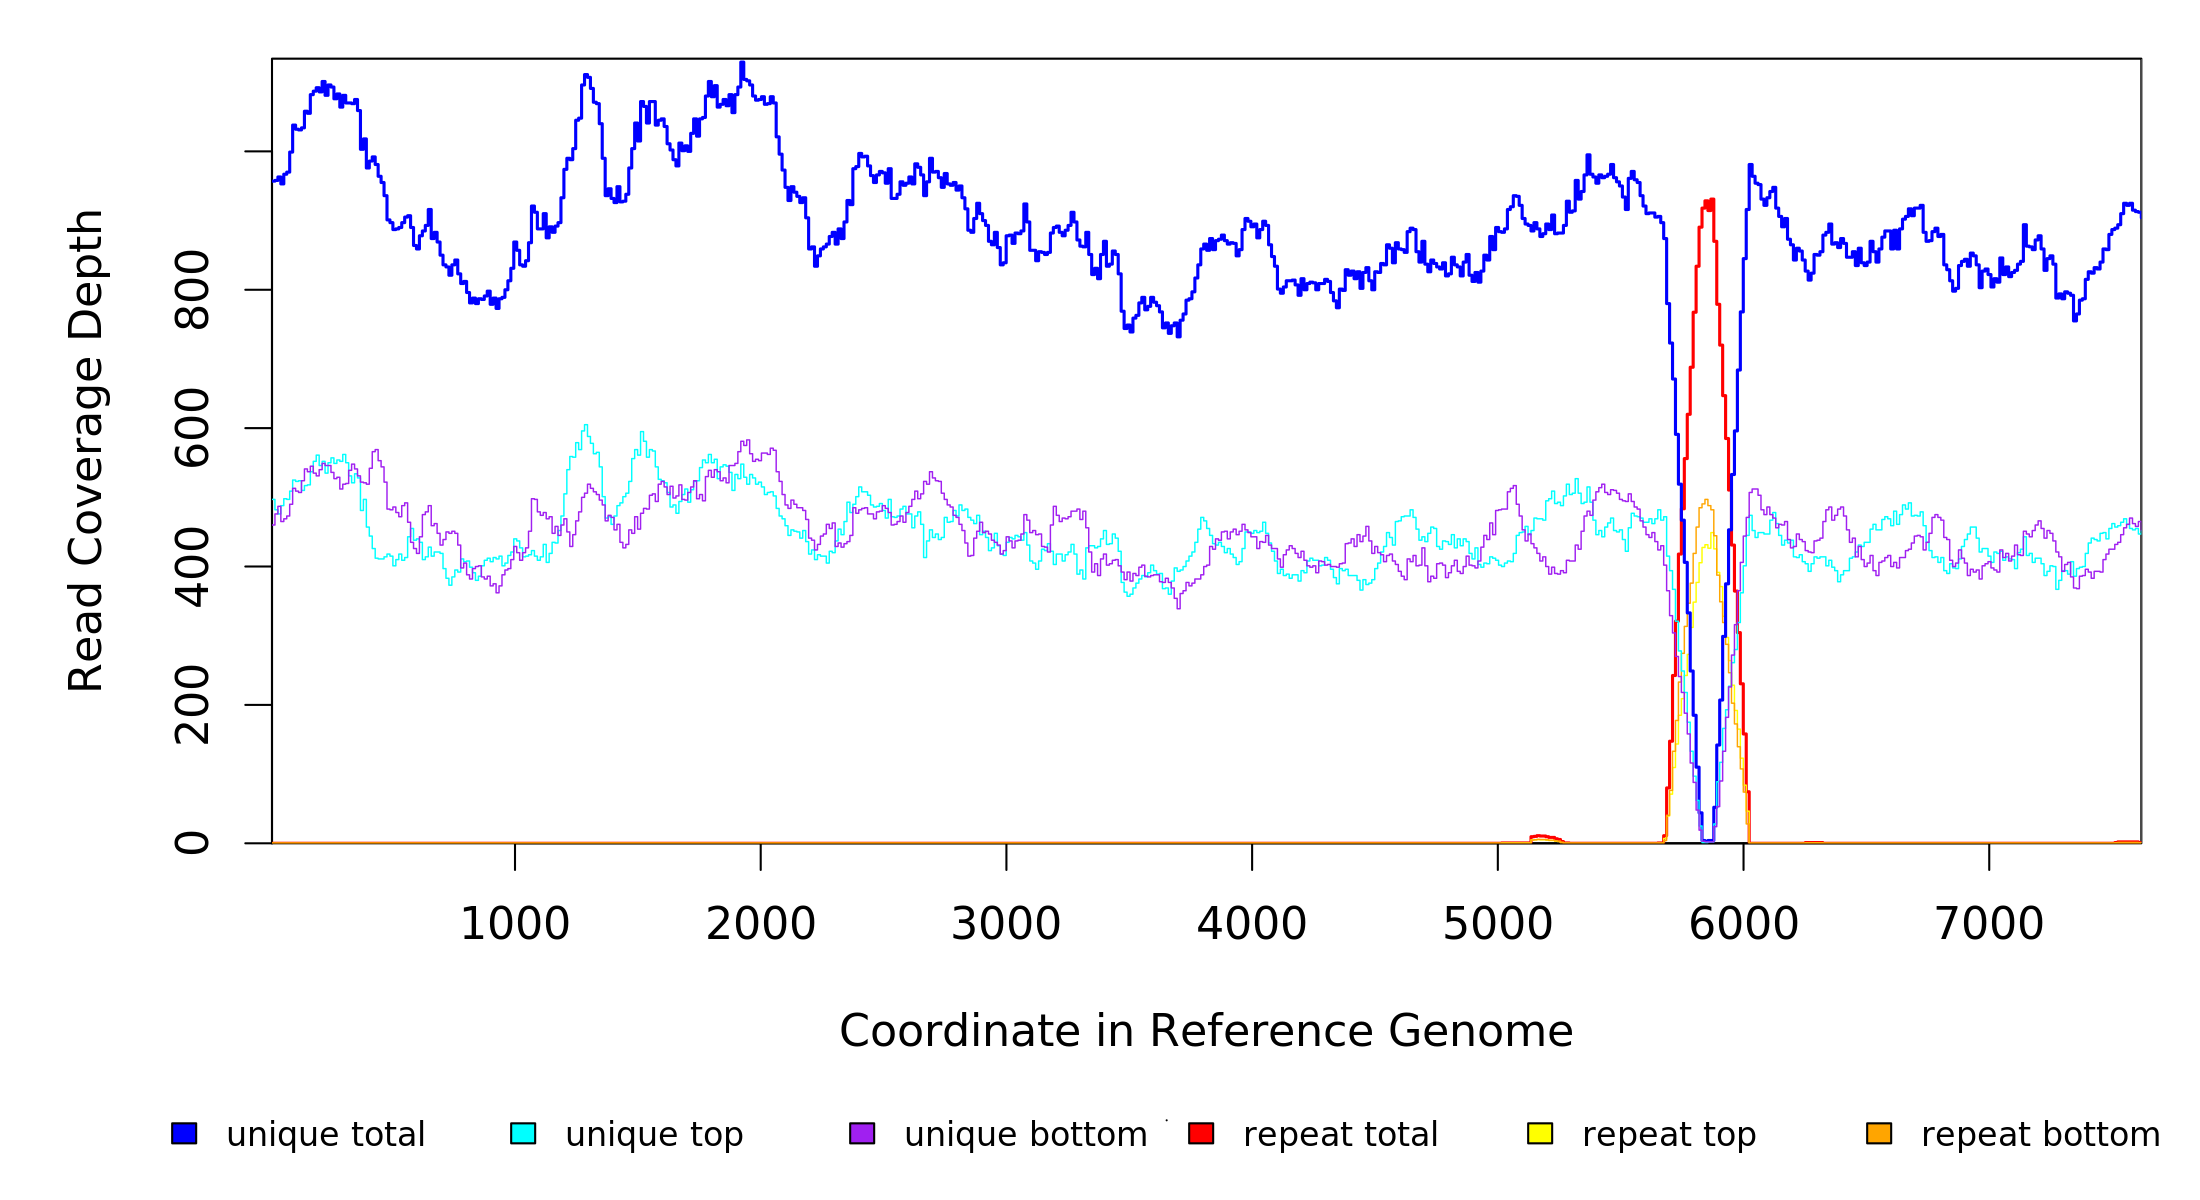 Read Coverage Depth
800
600
400
200
0
1000 2000 3000 4000 5000 6000 7000
Coordinate in Reference Genome
unique total unique top unique bottom repeat total repeat top repeat bottom